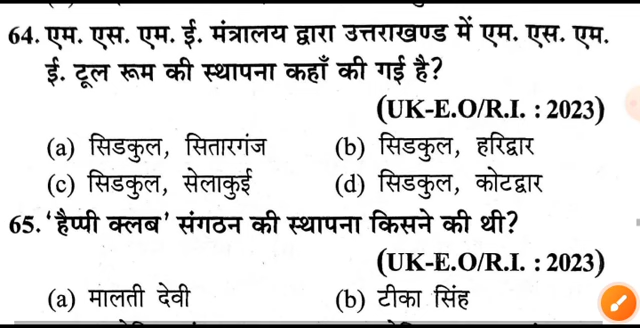 64. एम. एस. एम. ई. मंत्रालय द्वारा उत्तराखण्ड में एम. एस. एम.
ई. टूल रूम की स्थापना कहाँ की गई है?
(UK-E.O/R.I. : 2023)
(a) सिडकुल, सितारगंज (b) सिडकुल, हरिद्वार
(c) सिडकुल, सेलाकुई (d) सिडकुल, कोटद्वार
65. 'हैप्पी क्लब' संगठन की स्थापना किसने की थी?
(UK-E.O/R.I. : 2023)
(a) मालती देवी (b) टीका सिंह